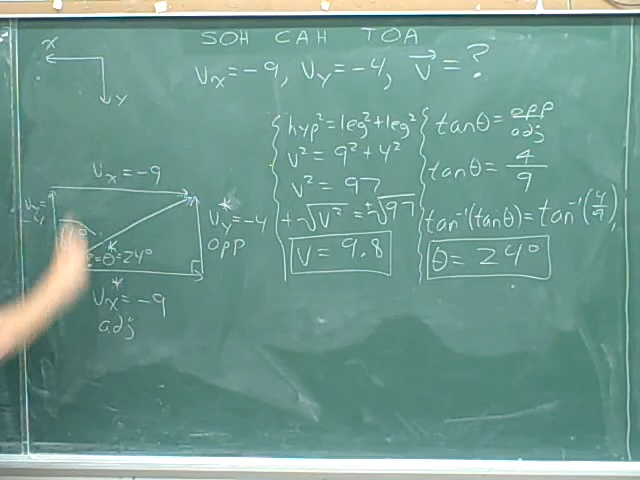 SOH CAH TOA
x
y
Vx=-9, Vy=-4, V⃗=?
Vx=-9
Vy=-4
opp
θ=24°
Vx=-9
adj
hyp²=leg²+leg²
V²=9²+4²
V²=97
±√V²=±√97
V=9.8
tanθ=opp/adj
tanθ=4/9
tan⁻¹(tanθ)=tan⁻¹(4/9)
θ=24°